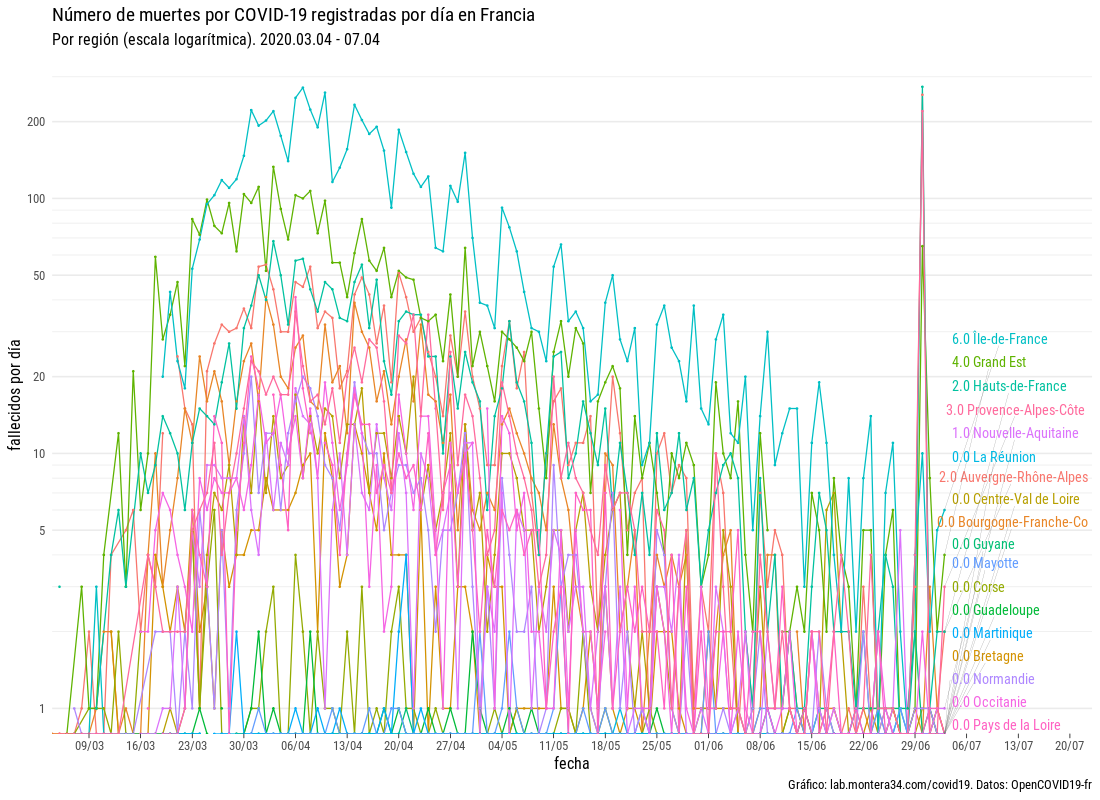 Número de muertes por COVID-19 registradas por día en Francia
Por región (escala logarítmica). 2020.03.04 - 07.04
fallecidos por día
200
100
50
20
10
5
1
6.0 Île-de-France
4.0 Grand Est
2.0 Hauts-de-France
3.0 Provence-Alpes-Côte
1.0 Nouvelle-Aquitaine
0.0 La Réunion
2.0 Auvergne-Rhône-Alpes
0.0 Centre-Val de Loire
0.0 Bourgogne-Franche-Co
0.0 Guyane
0.0 Mayotte
0.0 Corse
0.0 Guadeloupe
0.0 Martinique
0.0 Bretagne
0.0 Normandie
0.0 Occitanie
0.0 Pays de la Loire
09/03 16/03 23/03 30/03 06/04 13/04 20/04 27/04 04/05 11/05 18/05 25/05 01/06 08/06 15/06 22/06 29/06 06/07 13/07 20/07
fecha
Gráfico: lab.montera34.com/covid19. Datos: OpenCOVID19-fr